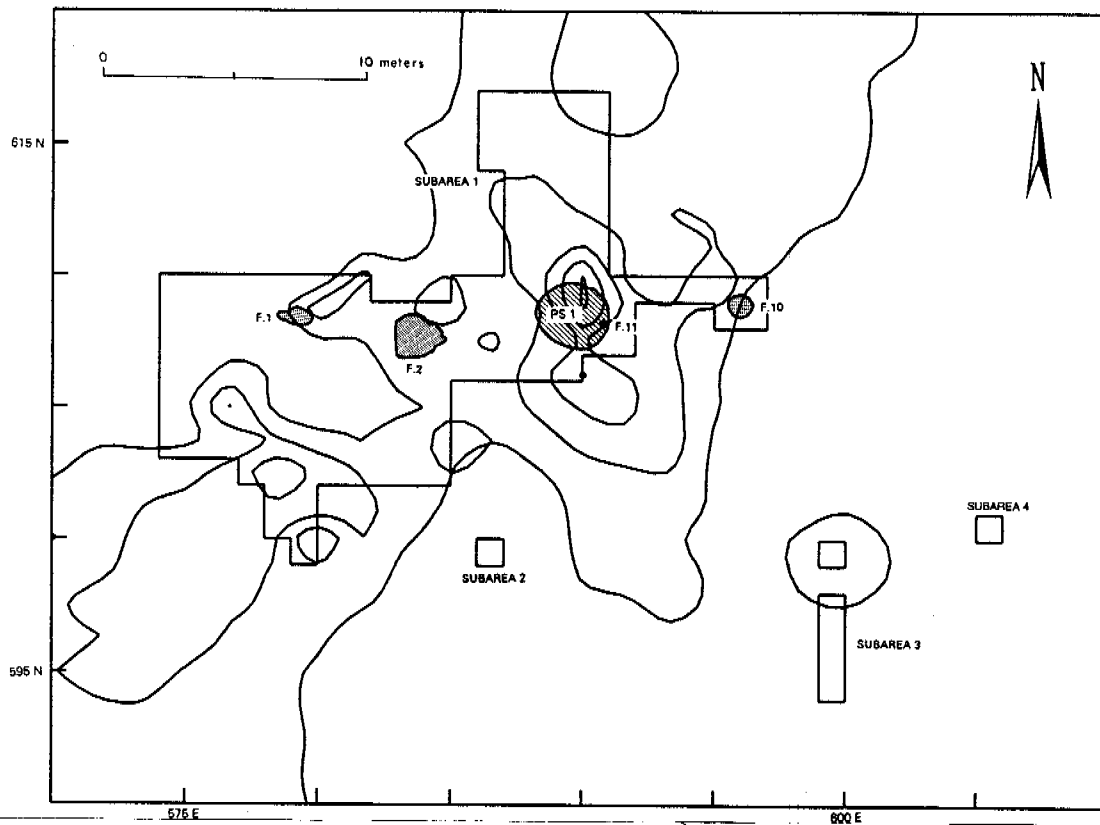 0
10 meters
N
615 N
SUBAREA 1
F.1
F.2
PS 1
F.11
F.10
SUBAREA 4
SUBAREA 2
SUBAREA 3
595 N
575 E
600 E